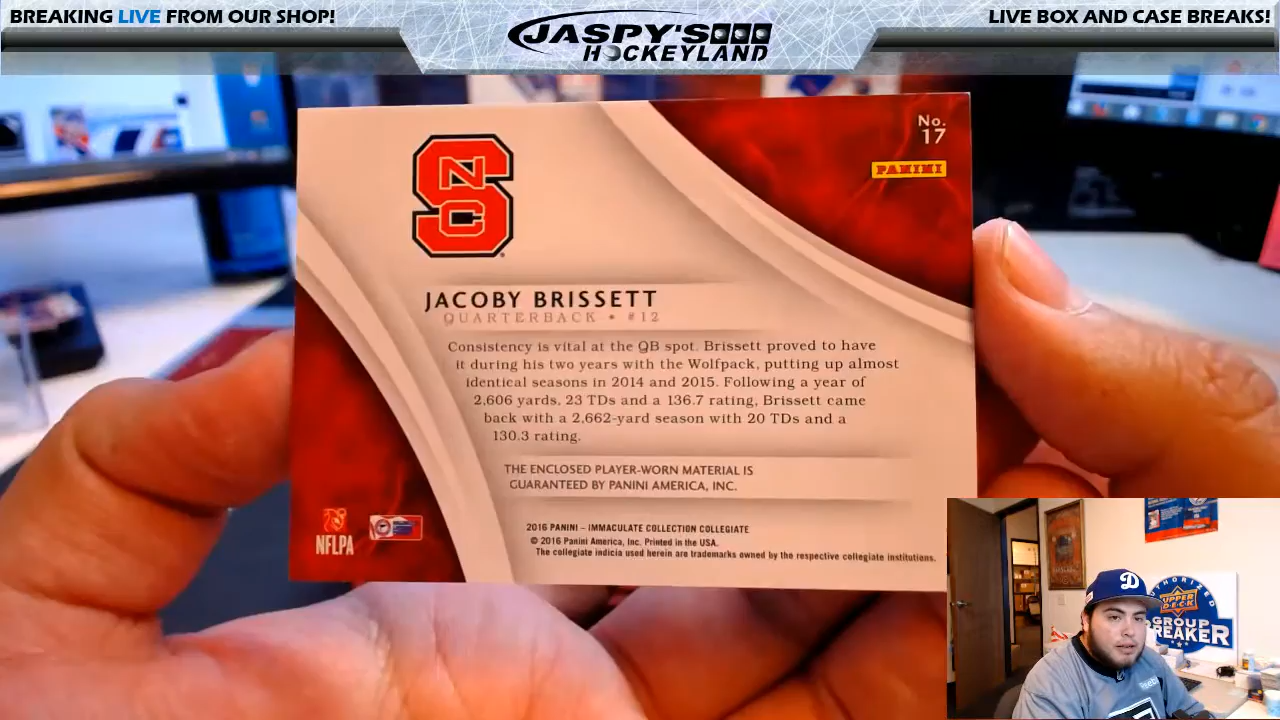 BREAKING LIVE FROM OUR SHOP!
JASPY'S
HOCKEYLAND
LIVE BOX AND CASE BREAKS!
No.
17
PANINI
NC
S
JACOBY BRISSETT
QUARTERBACK • #12
Consistency is vital at the QB spot. Brissett proved to have
it during his two years with the Wolfpack, putting up almost
identical seasons in 2014 and 2015. Following a year of
2,606 yards, 23 TDs and a 136.7 rating, Brissett came
back with a 2,662-yard season with 20 TDs and a
130.3 rating.
THE ENCLOSED PLAYER-WORN MATERIAL IS
GUARANTEED BY PANINI AMERICA, INC.
NFLPA
2016 PANINI – IMMACULATE COLLECTION COLLEGIATE
© 2016 Panini America, Inc. Printed in the USA.
The collegiate indicia used herein are trademarks owned by the respective collegiate institutions.
D
AUTHORIZED
UPPER
DECK
GROUP
BREAKER
Reebok